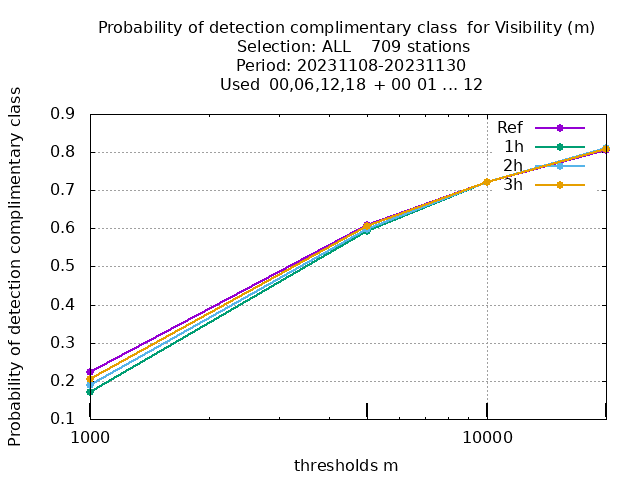 Probability of detection complimentary class  for Visibility (m)
Selection: ALL    709 stations
Period: 20231108-20231130
Used  00,06,12,18  + 00 01 ... 12
Probability of detection complimentary class
0.9
0.8
0.7
0.6
0.5
0.4
0.3
0.2
0.1
Ref
1h
2h
3h
1000
10000
thresholds m